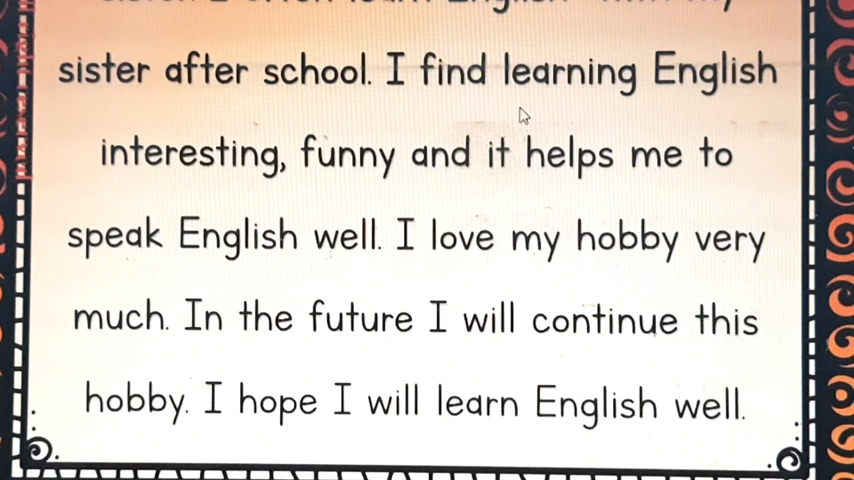 sister after school. I find learning English
interesting, funny and it helps me to
speak English well. I love my hobby very
much. In the future I will continue this
hobby. I hope I will learn English well.